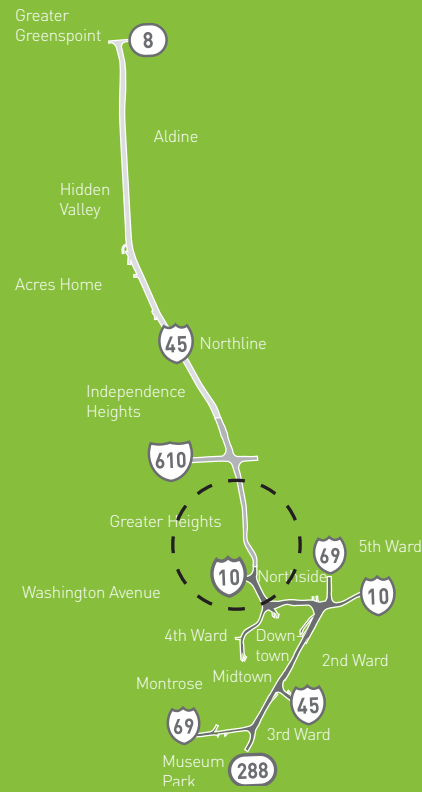 Greater
Greenspoint
8
Aldine
Hidden
Valley
Acres Home
45
Northline
Independence
Heights
610
Greater Heights
69
5th Ward
10
Northside
Washington Avenue
10
4th Ward
Down-
town
2nd Ward
Midtown
Montrose
45
69
3rd Ward
Museum
Park
288